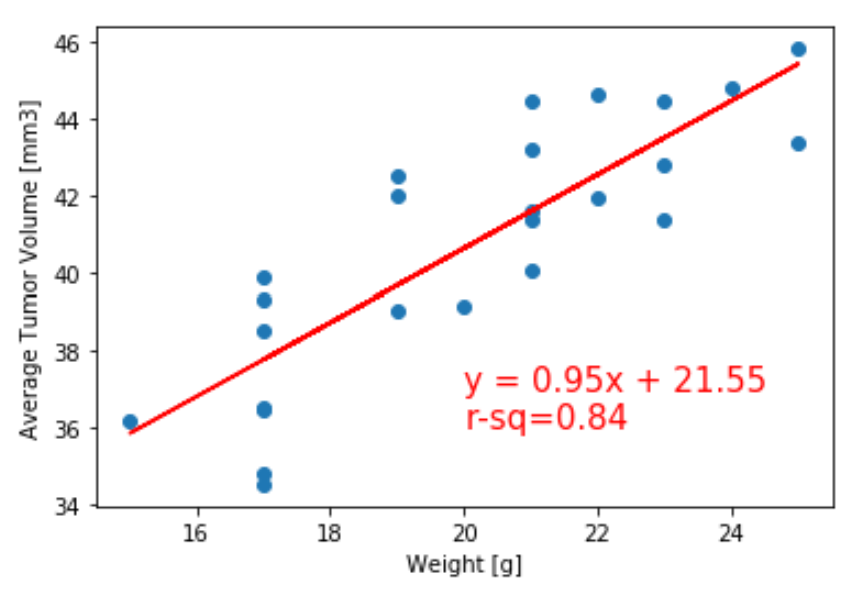 46
44
42
40
38
36
34
Average Tumor Volume [mm3]
y = 0.95x + 21.55
r-sq=0.84
16 18 20 22 24
Weight [g]